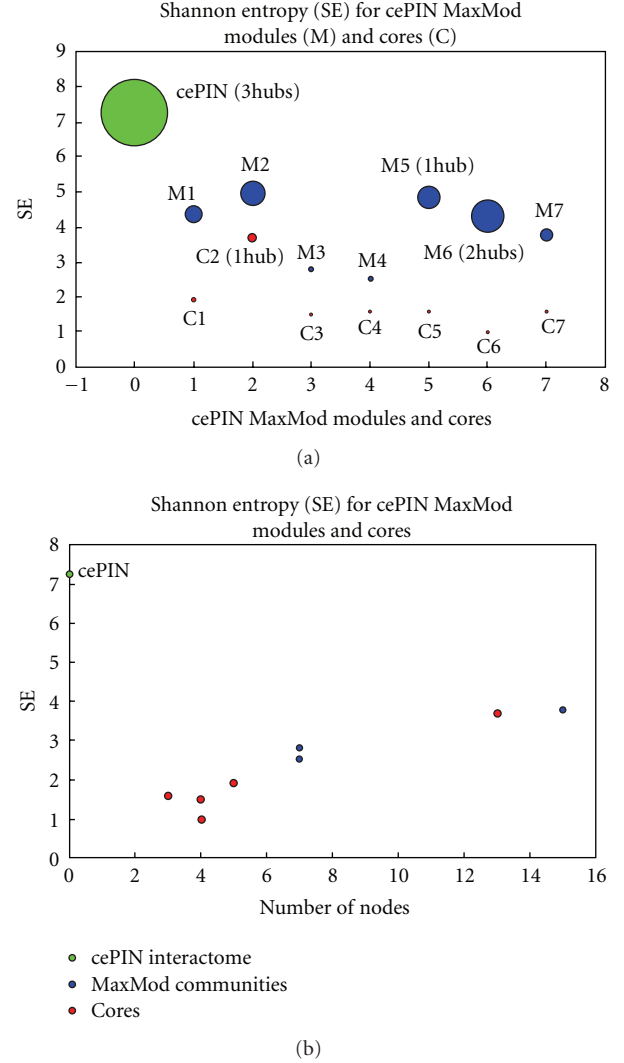 Shannon entropy (SE) for cePIN MaxMod
modules (M) and cores (C)
9
8
7
6
5
4
3
2
1
0
SE
cePIN (3hubs)
M1
M2
M5 (1hub)
M7
C2 (1hub)
M3
M4
M6 (2hubs)
C1
C3
C4
C5
C6
C7
−1 0 1 2 3 4 5 6 7 8
cePIN MaxMod modules and cores
(a)
Shannon entropy (SE) for cePIN MaxMod
modules and cores
8
7
6
5
4
3
2
1
0
SE
cePIN
0 2 4 6 8 10 12 14 16
Number of nodes
cePIN interactome
MaxMod communities
Cores
(b)